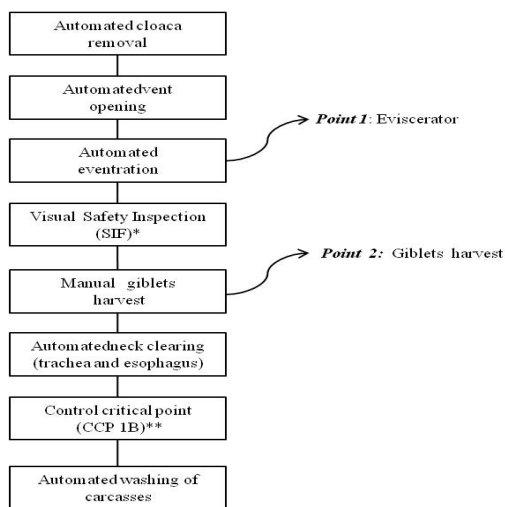 Automated cloaca
removal
Automatedvent
opening
Point 1: Eviscerator
Automated
eventration
Visual Safety Inspection
(SIF)*
Point 2: Giblets harvest
Manual giblets
harvest
Automatedneck clearing
(trachea and esophagus)
Control critical point
(CCP 1B)**
Automated washing of
carcasses